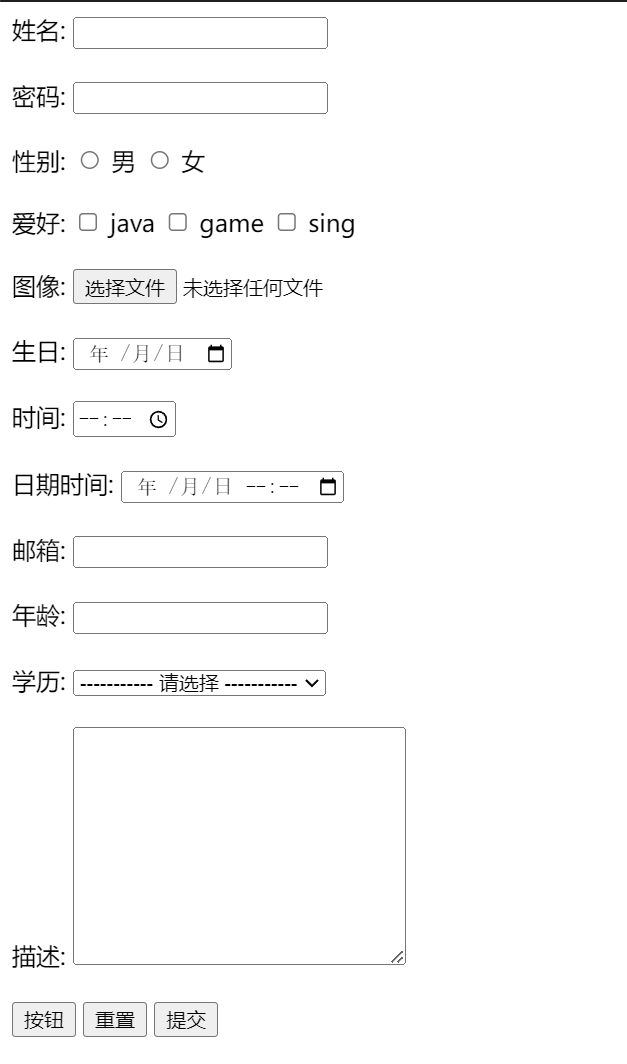 姓名:
密码:
性别: 男 女
爱好: java game sing
图像: 选择文件 未选择任何文件
生日: 年 /月/日
时间: --:--
日期时间: 年 /月/日 --:--
邮箱:
年龄:
学历: ----------- 请选择 -----------
描述:
按钮 重置 提交